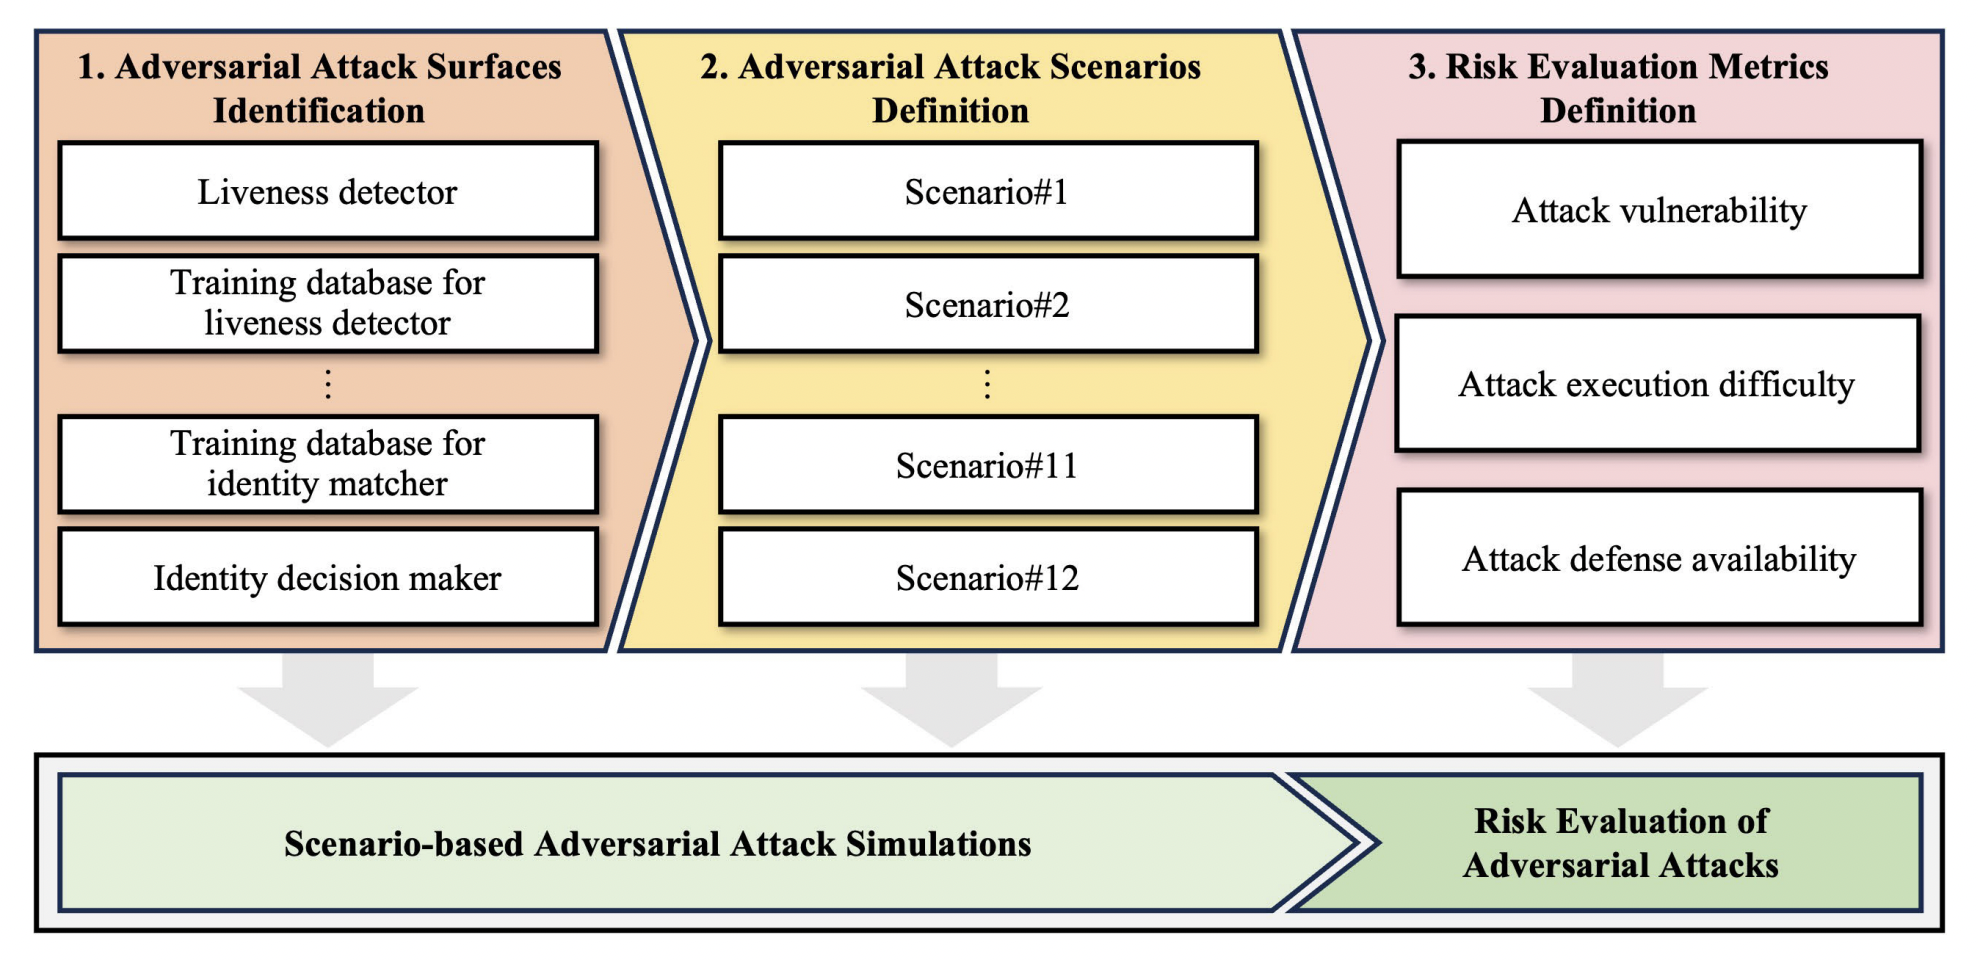 1. Adversarial Attack Surfaces
Identification
Liveness detector
Training database for
liveness detector
⋮
Training database for
identity matcher
Identity decision maker
2. Adversarial Attack Scenarios
Definition
Scenario#1
Scenario#2
⋮
Scenario#11
Scenario#12
3. Risk Evaluation Metrics
Definition
Attack vulnerability
Attack execution difficulty
Attack defense availability
Scenario-based Adversarial Attack Simulations
Risk Evaluation of
Adversarial Attacks